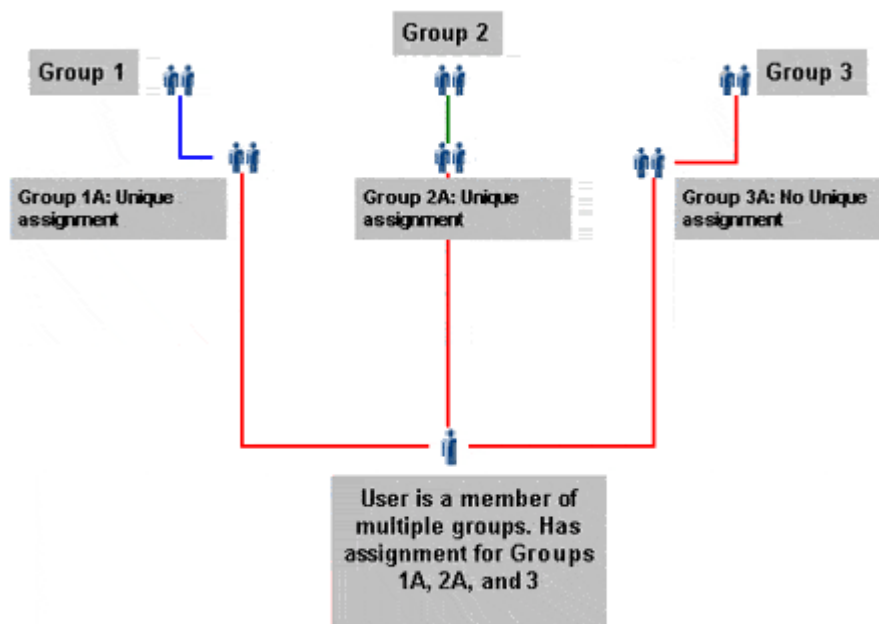 Group 1
Group 2
Group 3
Group 1A: Unique
assignment
Group 2A: Unique
assignment
Group 3A: No Unique
assignment
User is a member of
multiple groups. Has
assignment for Groups
1A, 2A, and 3